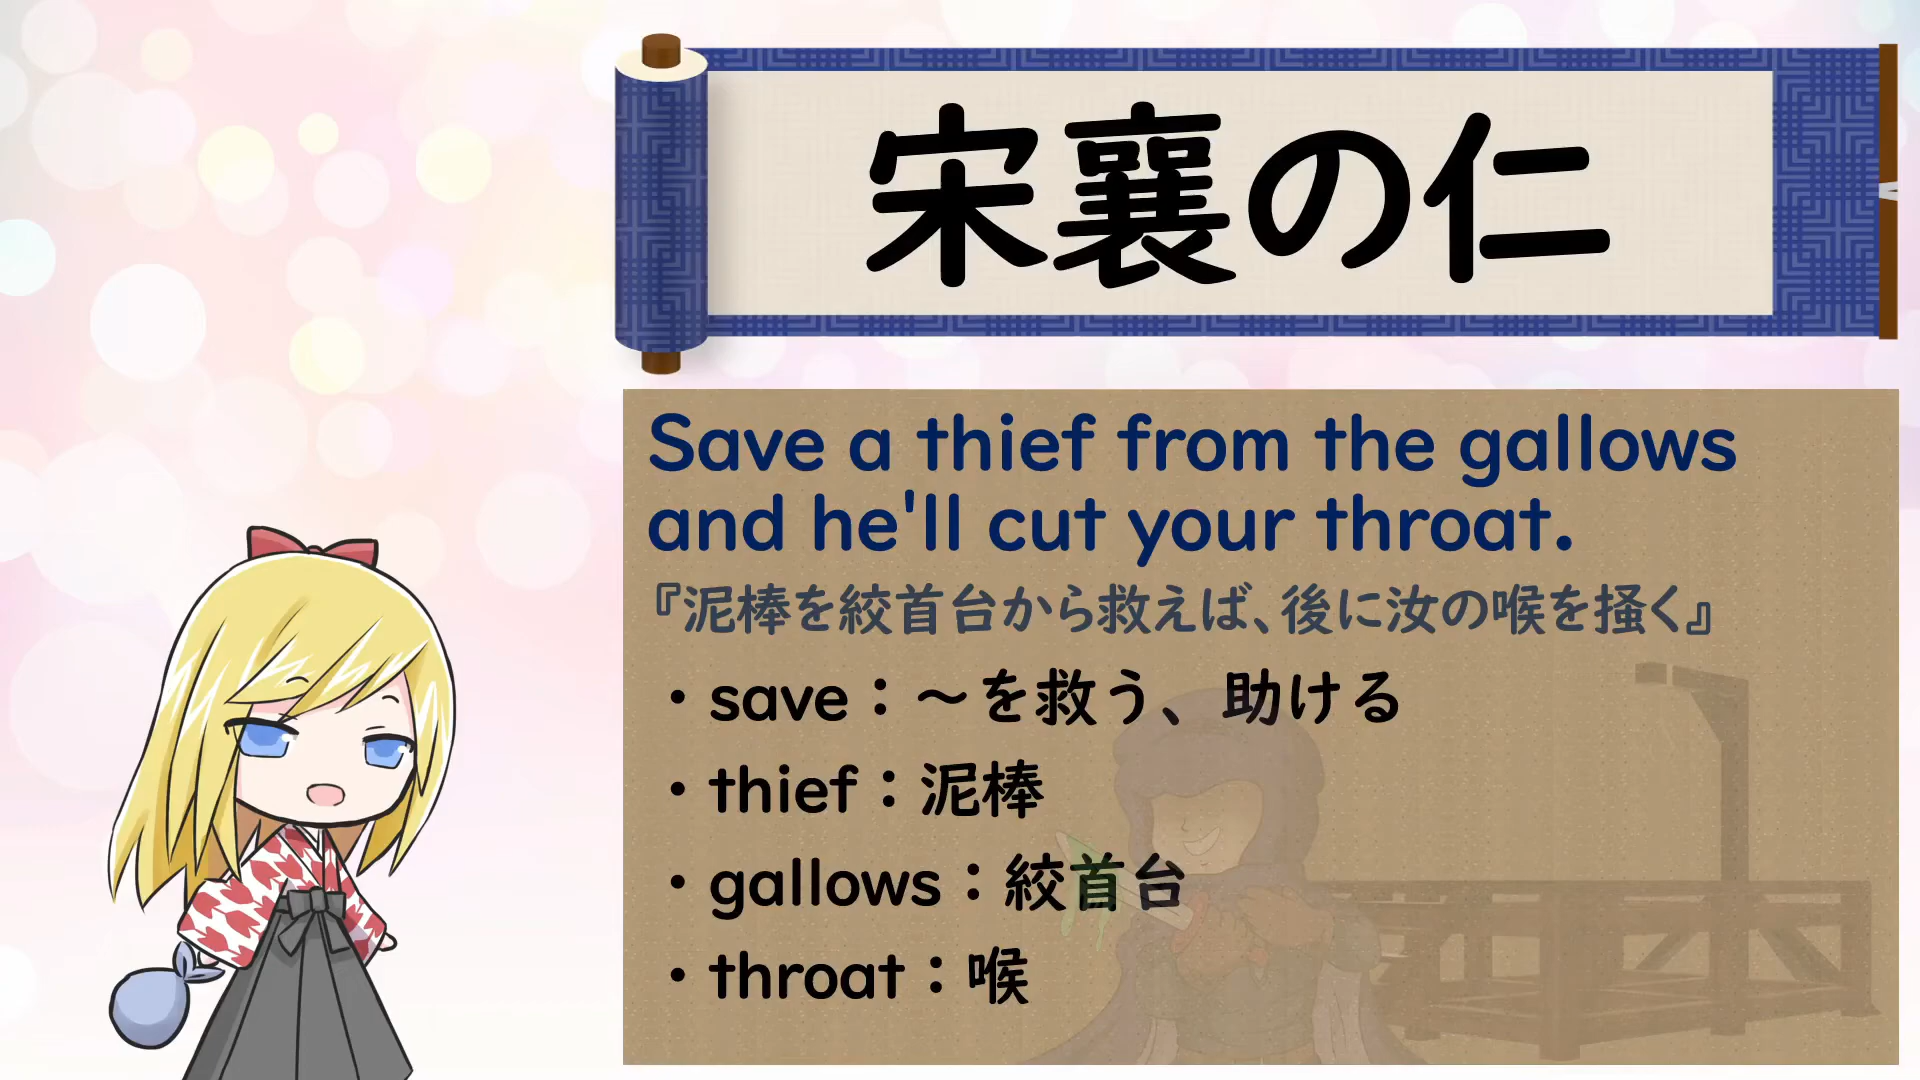 宋襄の仁
Save a thief from the gallows
and he'll cut your throat.
『泥棒を絞首台から救えば、後に汝の喉を掻く』
・save：～を救う、助ける
・thief：泥棒
・gallows：絞首台
・throat：喉